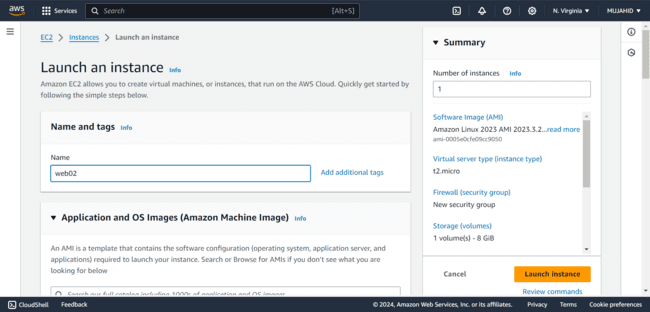 aws
Services
Search
[Alt+S]
N. Virginia
MUJAHID
EC2 > Instances > Launch an instance
Launch an instance Info
Amazon EC2 allows you to create virtual machines, or instances, that run on the AWS Cloud. Quickly get started by
following the simple steps below.
Name and tags Info
Name
web02
Add additional tags
Application and OS Images (Amazon Machine Image) Info
An AMI is a template that contains the software configuration (operating system, application server, and
applications) required to launch your instance. Search or Browse for AMIs if you don't see what you are
looking for below
Search our full catalog including 1000s of application and OS images
Summary
Number of instances Info
1
Software Image (AMI)
Amazon Linux 2023 AMI 2023.3.2...read more
ami-0005e0cfe09cc9050
Virtual server type (instance type)
t2.micro
Firewall (security group)
New security group
Storage (volumes)
1 volume(s) - 8 GiB
Cancel
Launch instance
Review commands
CloudShell
Feedback
© 2024, Amazon Web Services, Inc. or its affiliates.
Privacy
Terms
Cookie preferences